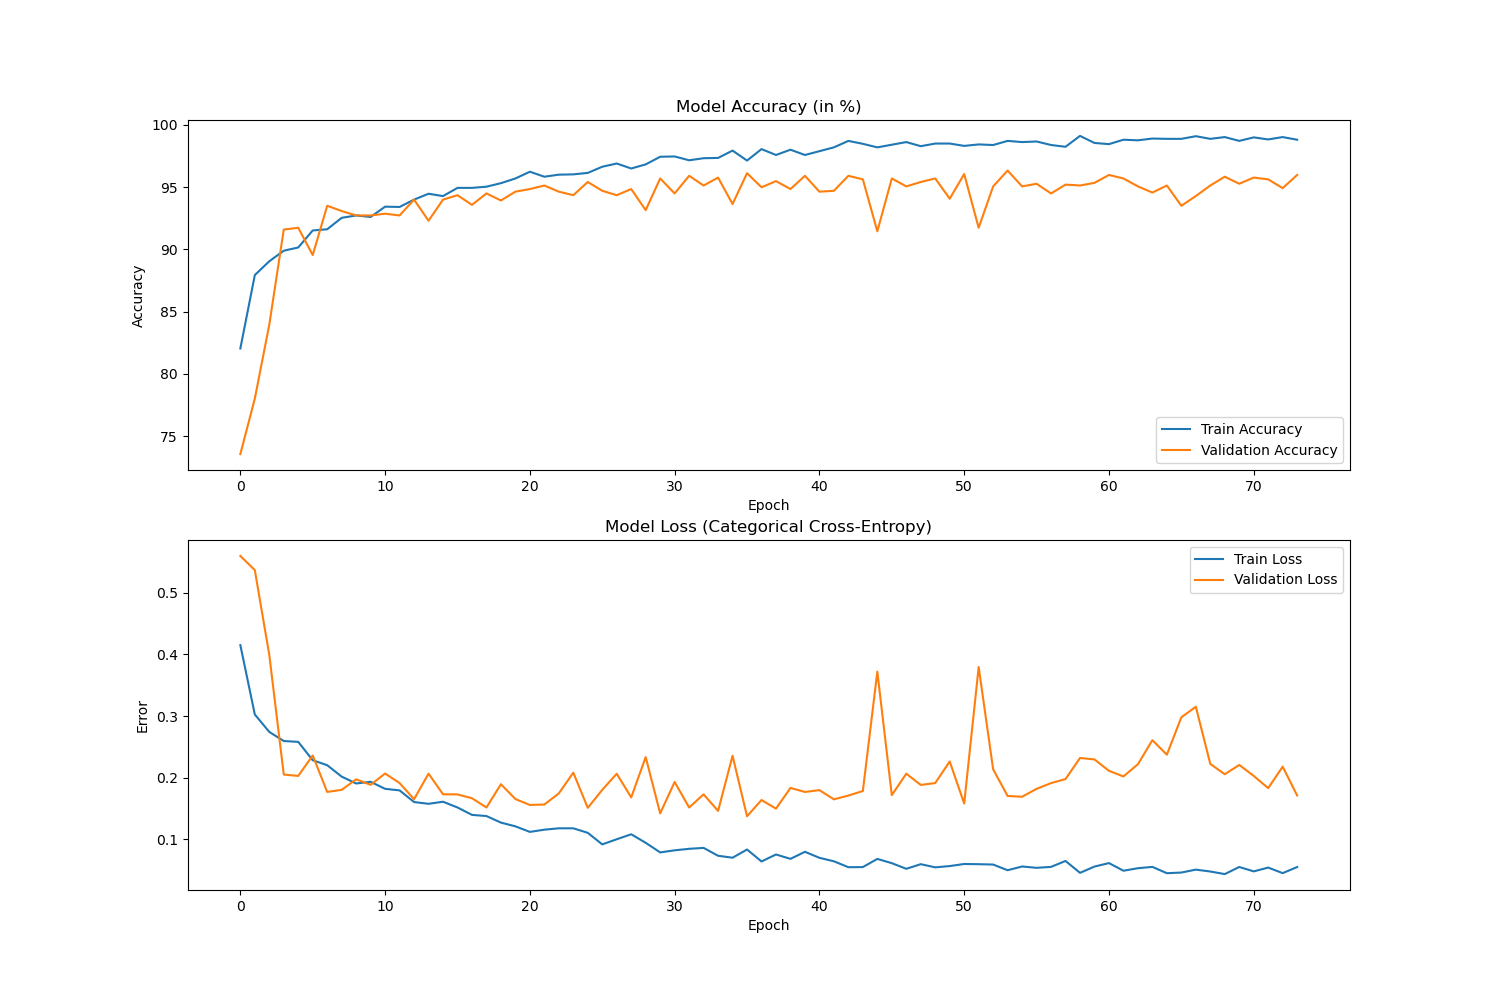 Model Accuracy (in %)
100
95
90
85
80
75
Accuracy
Train Accuracy
Validation Accuracy
0 10 20 30 40 50 60 70
Epoch
Model Loss (Categorical Cross-Entropy)
Train Loss
Validation Loss
0.5
0.4
0.3
0.2
0.1
Error
0 10 20 30 40 50 60 70
Epoch